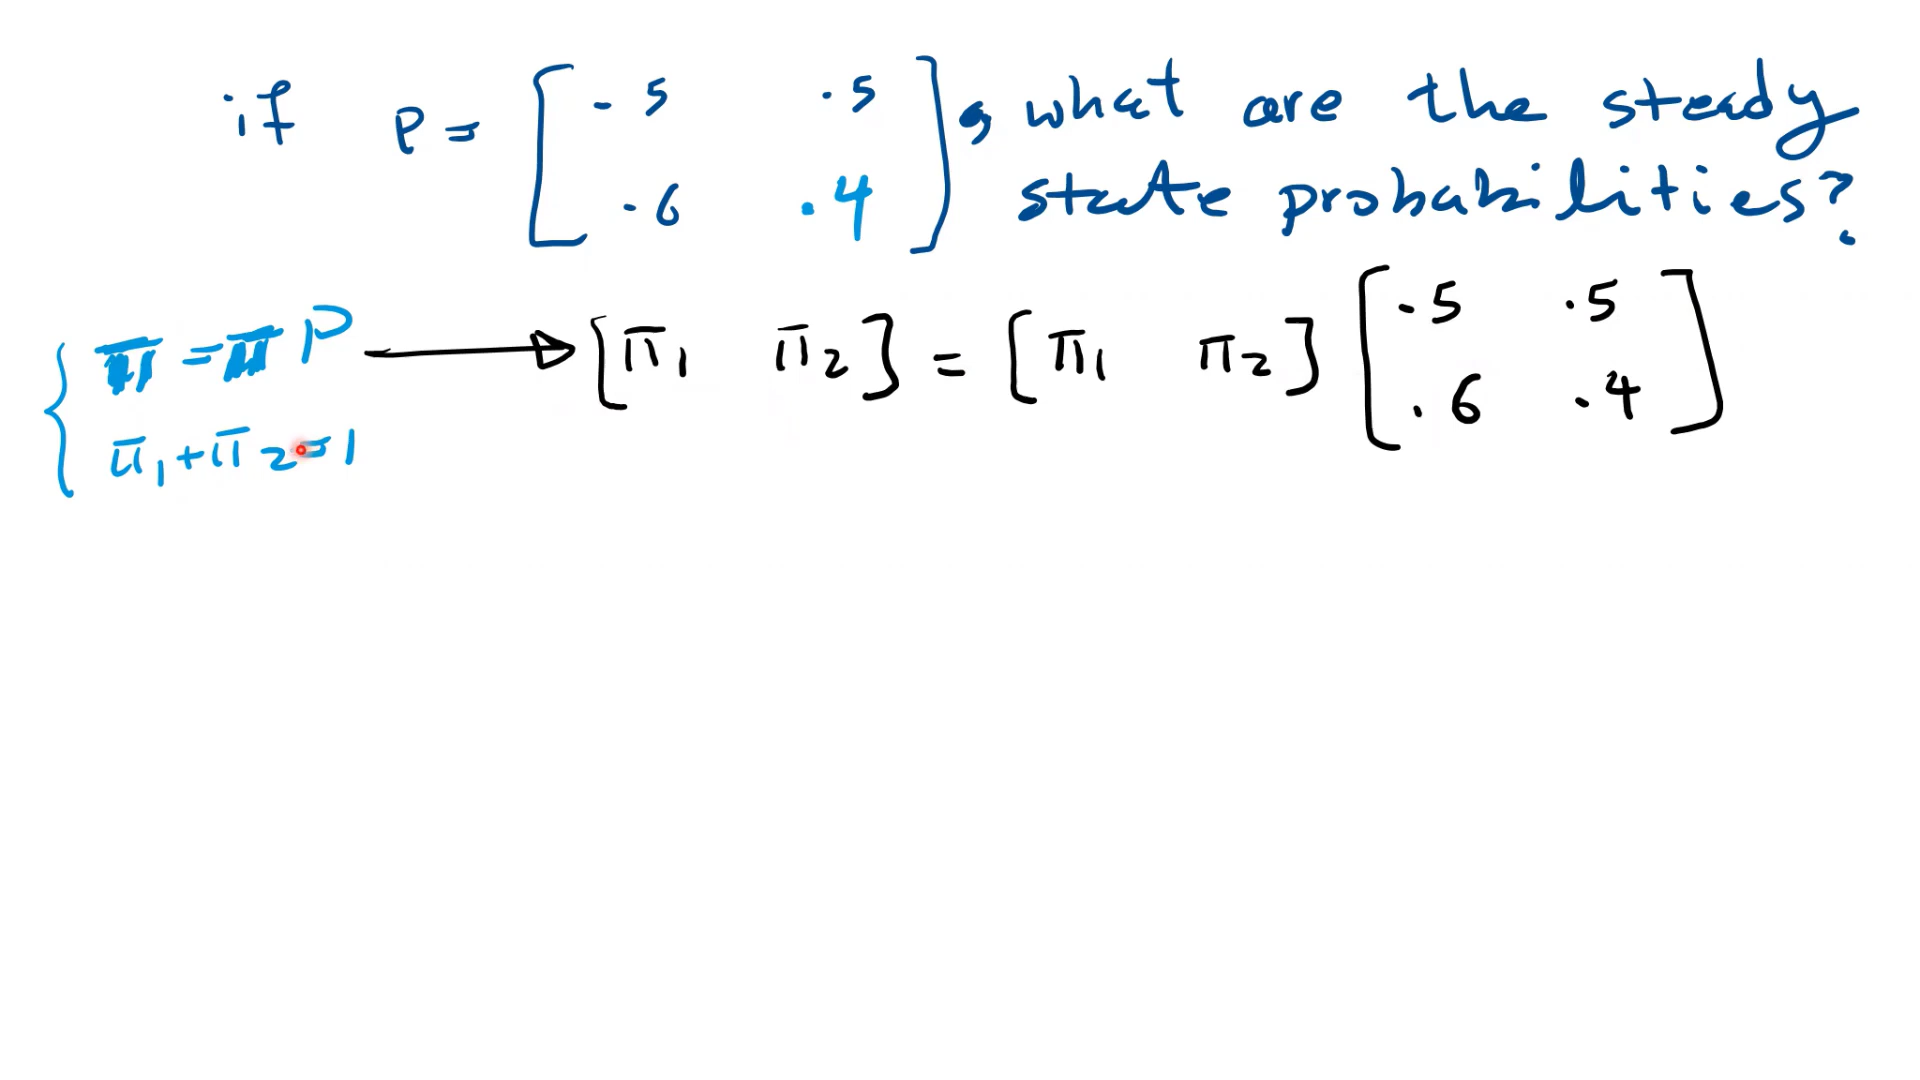 if P = [ .5 .5 ], what are the steady
[ .6 .4 ] state probabilities?
π = π P → [π1 π2] = [π1 π2] [ .5 .5 ]
[ .6 .4 ]
π1 + π2 = 1